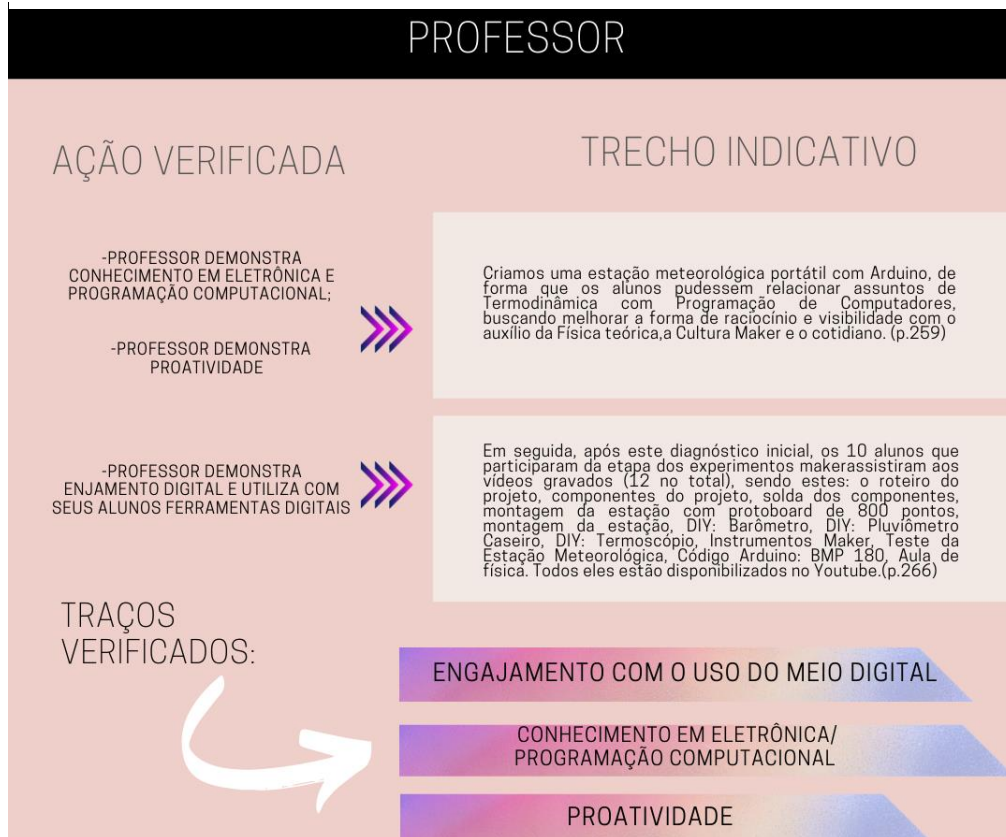 PROFESSOR
AÇÃO VERIFICADA
TRECHO INDICATIVO
-PROFESSOR DEMONSTRA
CONHECIMENTO EM ELETRÔNICA E
PROGRAMAÇÃO COMPUTACIONAL;
-PROFESSOR DEMONSTRA
PROATIVIDADE
Criamos uma estação meteorológica portátil com Arduino, de
forma que os alunos pudessem relacionar assuntos de
Termodinâmica com Programação de Computadores,
buscando melhorar a forma de raciocínio e visibilidade com o
auxílio da Física teórica,a Cultura Maker e o cotidiano. (p.259)
-PROFESSOR DEMONSTRA
ENJAMENTO DIGITAL E UTILIZA COM
SEUS ALUNOS FERRAMENTAS DIGITAIS
Em seguida, após este diagnóstico inicial, os 10 alunos que
participaram da etapa dos experimentos makerassistiram aos
vídeos gravados (12 no total), sendo estes: o roteiro do
projeto, componentes do projeto, solda dos componentes,
montagem da estação com protoboard de 800 pontos,
montagem da estação, DIY: Barômetro, DIY: Pluviômetro
Caseiro, DIY: Termoscópio, Instrumentos Maker, Teste da
Estação Meteorológica, Código Arduino: BMP 180, Aula de
física. Todos eles estão disponibilizados no Youtube.(p.266)
TRAÇOS
VERIFICADOS:
ENGAJAMENTO COM O USO DO MEIO DIGITAL
CONHECIMENTO EM ELETRÔNICA/
PROGRAMAÇÃO COMPUTACIONAL
PROATIVIDADE